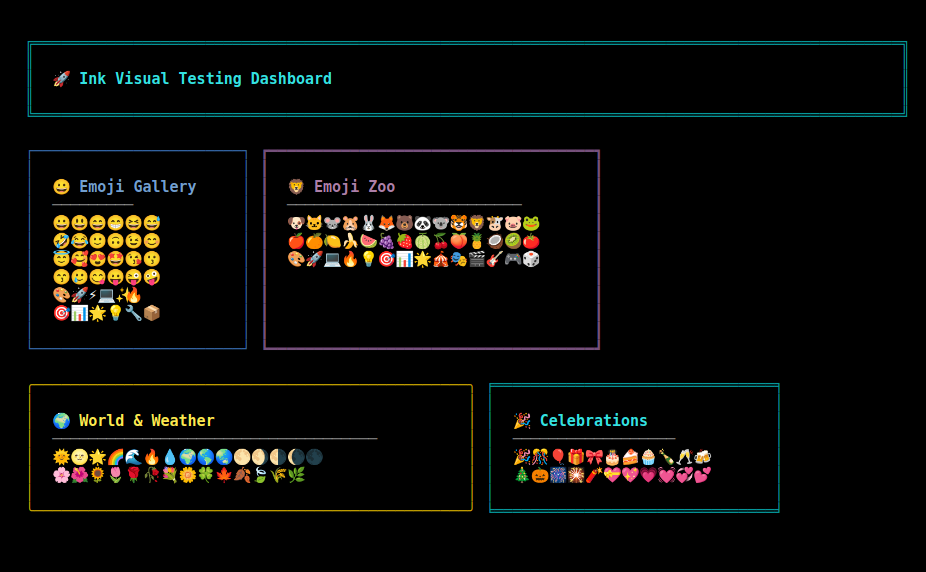 🚀 Ink Visual Testing Dashboard
😀 Emoji Gallery
😀😃😄😁😆😅
🤣😂🙂🙃😉😊
😇🥰😍🤩😘😗
😙🥲😋😛😜🤪
🎨🚀⚡💻✨🔥
🎯📊🌟💡🔧📦
🦁 Emoji Zoo
🐶🐱🐭🐹🐰🦊🐻🐼🐨🐯🦁🐮🐷🐸
🍎🍊🍋🍌🍉🍇🍓🍈🍒🍑🍍🥥🥝🍅
🎨🚀💻🔥💡🎯📊🌟🎪🎭🎬🎸🎮🎲
🌍 World & Weather
🌞🌝🌟🌈🌊🔥💧🌍🌎🌏🌕🌖🌗🌘🌑
🌸🌺🌻🌷🌹🥀💐🌼🍀🍁🍂🍃🌾🌿
🎉 Celebrations
🎉🎊🎈🎁🎀🎂🍰🧁🍾🥂🍻
🎄🎃🎆🎇🧨💝💖💗💓💞💕